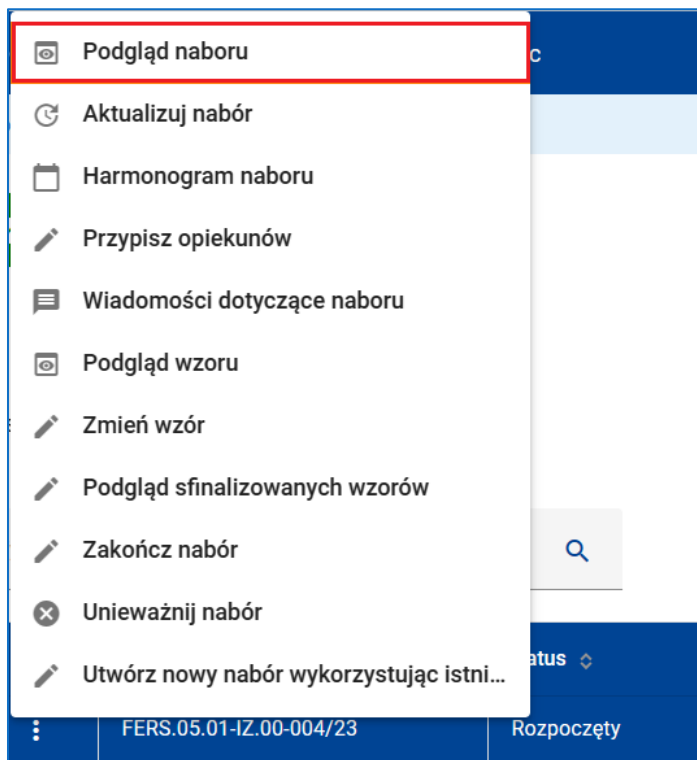 Podgląd naboru
c
Aktualizuj nabór
Harmonogram naboru
Przypisz opiekunów
Wiadomości dotyczące naboru
Podgląd wzoru
Zmień wzór
Podgląd sfinalizowanych wzorów
Zakończ nabór
Unieważnij nabór
Utwórz nowy nabór wykorzystując istni...
atus
FERS.05.01-IZ.00-004/23 Rozpoczęty